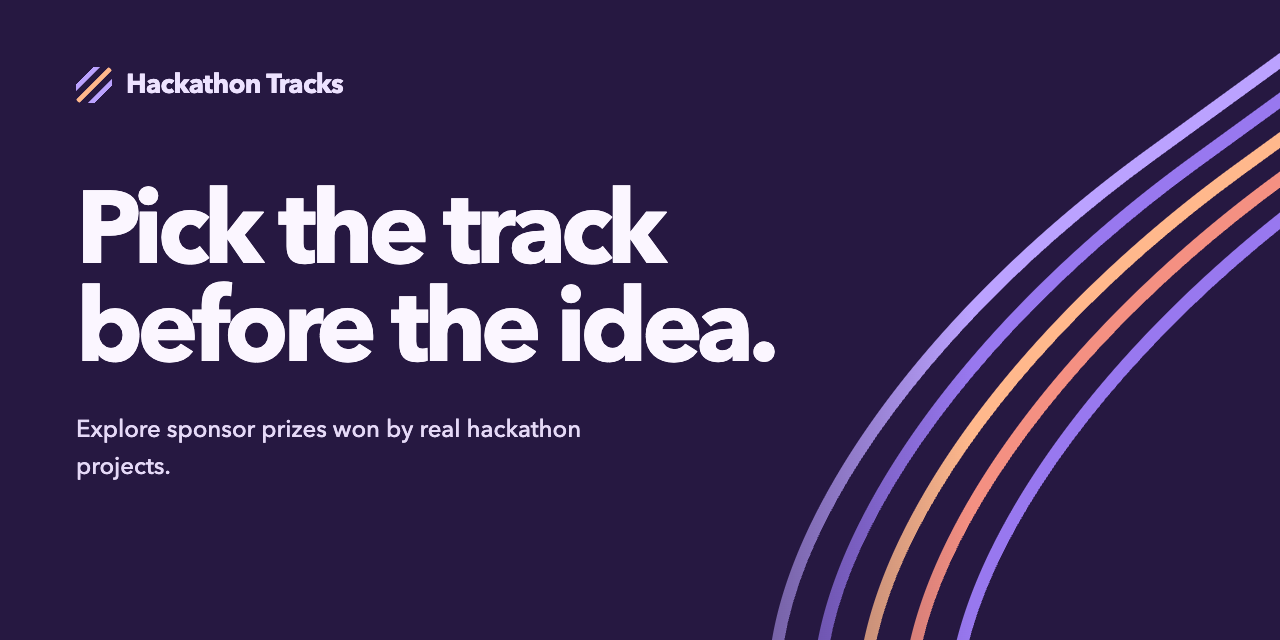 Hackathon Tracks
Pick the track
before the idea.
Explore sponsor prizes won by real hackathon
projects.